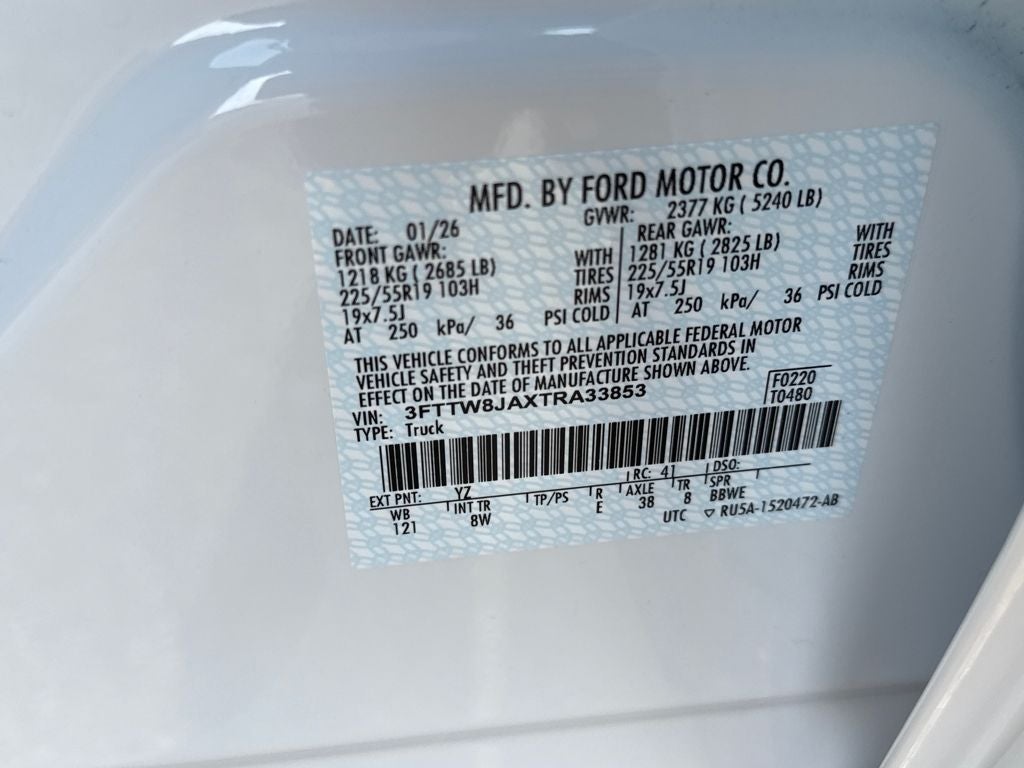 MFD. BY FORD MOTOR CO.
DATE: 01/26 GVWR: 2377 KG ( 5240 LB)
FRONT GAWR: REAR GAWR:
1218 KG ( 2685 LB) WITH 1281 KG ( 2825 LB) WITH
225/55R19 103H TIRES 225/55R19 103H TIRES
19x7.5J RIMS 19x7.5J RIMS
AT 250 kPa/ 36 PSI COLD AT 250 kPa/ 36 PSI COLD
THIS VEHICLE CONFORMS TO ALL APPLICABLE FEDERAL MOTOR
VEHICLE SAFETY AND THEFT PREVENTION STANDARDS IN
EFFECT ON THE DATE OF MANUFACTURE SHOWN ABOVE.
VIN: 3FTTW8JAXTRA33853 F0220
TYPE: Truck T0480
EXT PNT: YZ RC: 41 DSO:
WB INT TR TP/PS R AXLE TR SPR
121 8W E 38 8 BBWE
UTC ▽ RU5A-1520472-AB